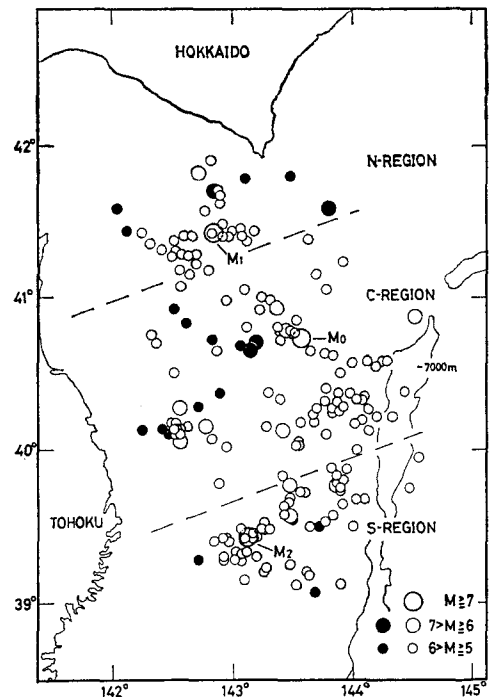 HOKKAIDO
42°
N-REGION
M₁
41°
C-REGION
M₀
-7000m
40°
TOHOKU
S-REGION
M₂
39°
M≧7
7>M≧6
6>M≧5
142° 143° 144° 145°